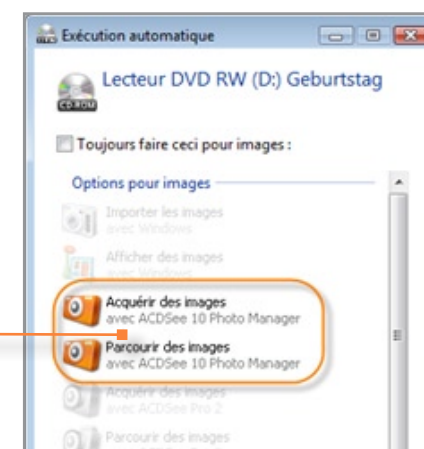 Exécution automatique
Lecteur DVD RW (D:) Geburtstag
CD-ROM
Toujours faire ceci pour images :
Options pour images
Importer les images
avec Windows
Afficher des images
avec Windows
Acquérir des images
avec ACDSee 10 Photo Manager
Parcourir des images
avec ACDSee 10 Photo Manager
Acquérir des images
avec ACDSee Pro 2
Parcourir des images